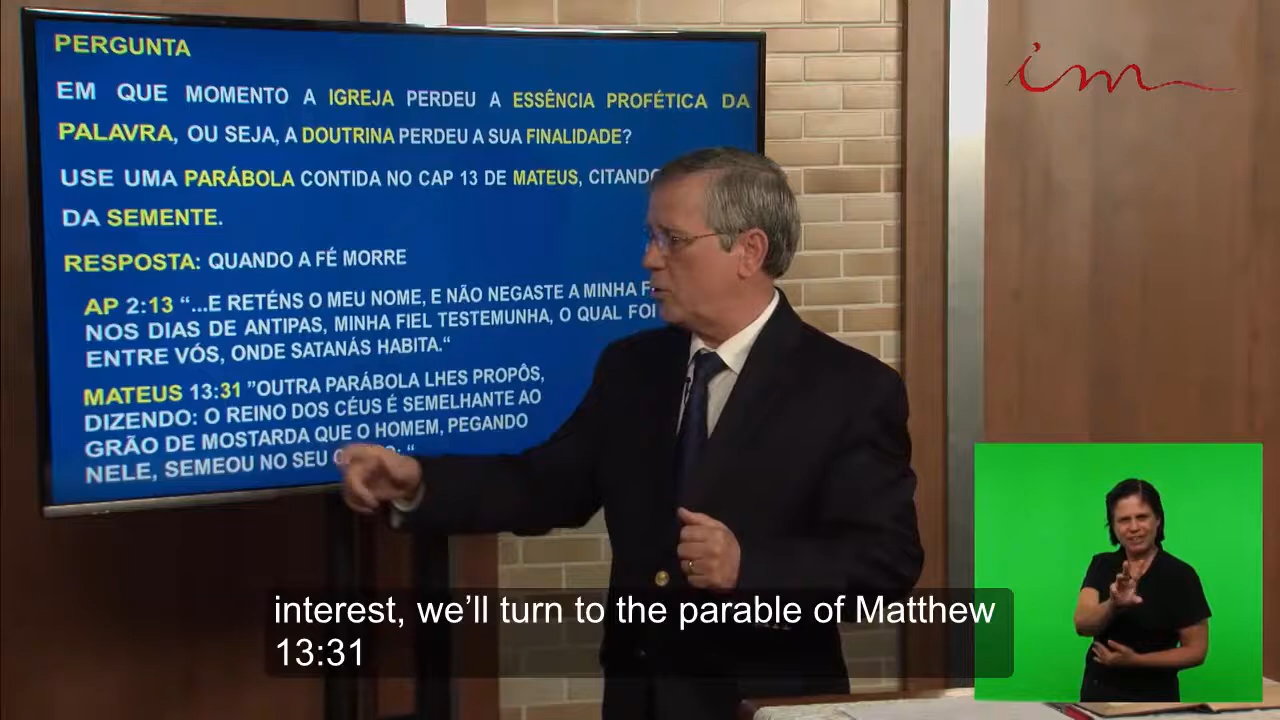 PERGUNTA
EM QUE MOMENTO A IGREJA PERDEU A ESSÊNCIA PROFÉTICA DA
PALAVRA, OU SEJA, A DOUTRINA PERDEU A SUA FINALIDADE?
USE UMA PARÁBOLA CONTIDA NO CAP 13 DE MATEUS, CITANDO
DA SEMENTE.
RESPOSTA: QUANDO A FÉ MORRE
AP 2:13 “...E RETÉNS O MEU NOME, E NÃO NEGASTE A MINHA
NOS DIAS DE ANTIPAS, MINHA FIEL TESTEMUNHA, O QUAL FOI
ENTRE VÓS, ONDE SATANÁS HABITA.“
MATEUS 13:31 ”OUTRA PARÁBOLA LHES PROPÔS,
DIZENDO: O REINO DOS CÉUS É SEMELHANTE AO
GRÃO DE MOSTARDA QUE O HOMEM, PEGANDO
NELE, SEMEOU NO SEU
im
interest, we’ll turn to the parable of Matthew
13:31